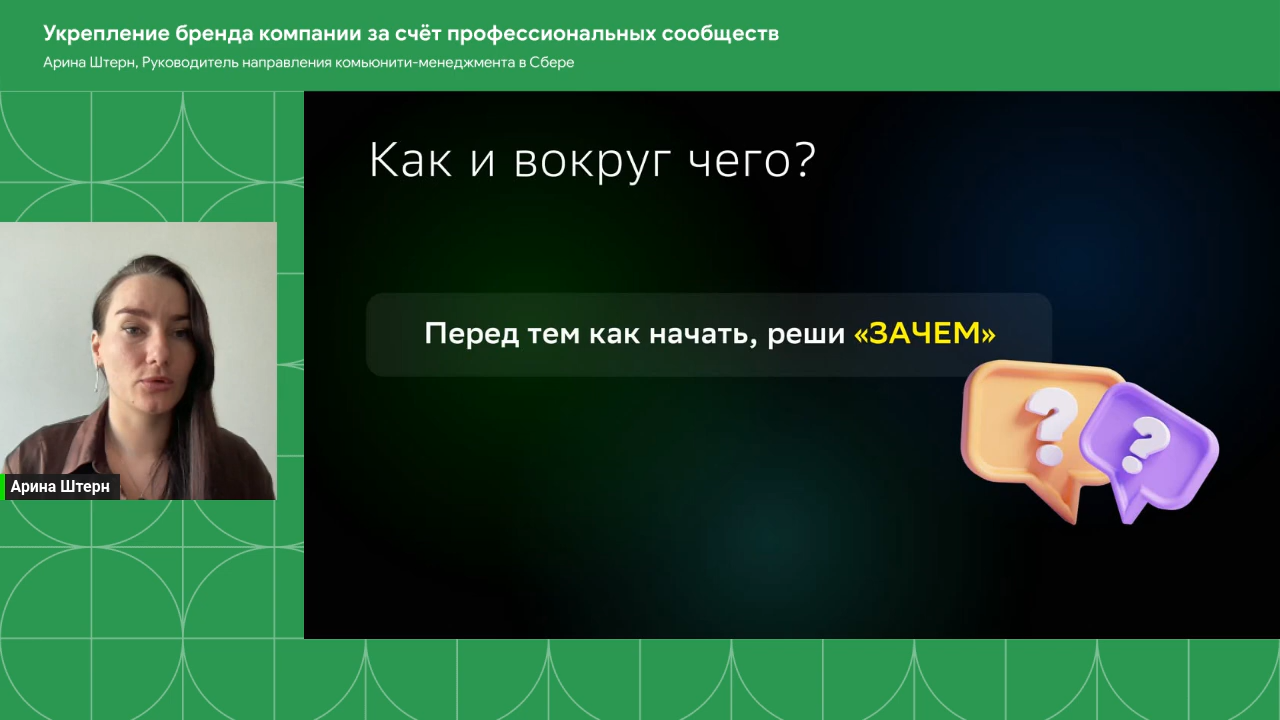 Укрепление бренда компании за счёт профессиональных сообществ
Арина Штерн, Руководитель направления комьюнити-менеджмента в Сбере
Как и вокруг чего?
Перед тем как начать, реши «ЗАЧЕМ»
? ?
Арина Штерн